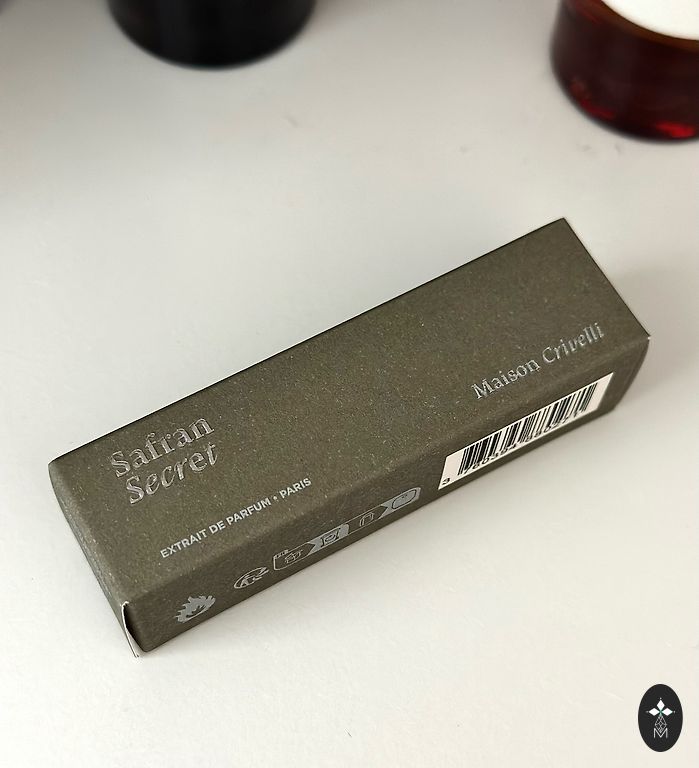 Safran
Secret
EXTRAIT DE PARFUM • PARIS
Maison Crivelli